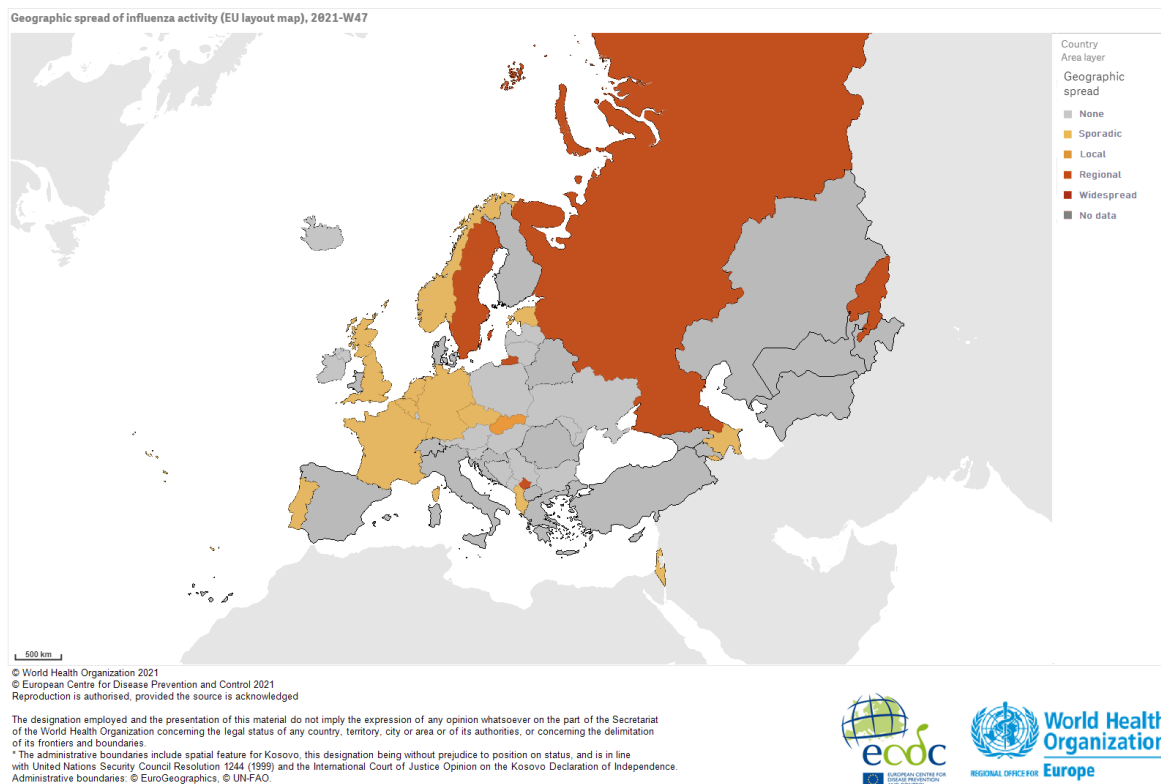 Geographic spread of influenza activity (EU layout map), 2021-W47
Country
Area layer
Geographic
spread
None
Sporadic
Local
Regional
Widespread
No data
500 km
© World Health Organization 2021
© European Centre for Disease Prevention and Control 2021
Reproduction is authorised, provided the source is acknowledged
The designation employed and the presentation of this material do not imply the expression of any opinion whatsoever on the part of the Secretariat
of the World Health Organization concerning the legal status of any country, territory, city or area or of its authorities, or concerning the delimitation
of its frontiers and boundaries.
* The administrative boundaries include spatial feature for Kosovo, this designation being without prejudice to position on status, and is in line
with United Nations Security Council Resolution 1244 (1999) and the International Court of Justice Opinion on the Kosovo Declaration of Independence.
Administrative boundaries: © EuroGeographics, © UN-FAO.
ecdc
EUROPEAN CENTRE FOR
DISEASE PREVENTION
World Health
Organization
REGIONAL OFFICE FOR Europe